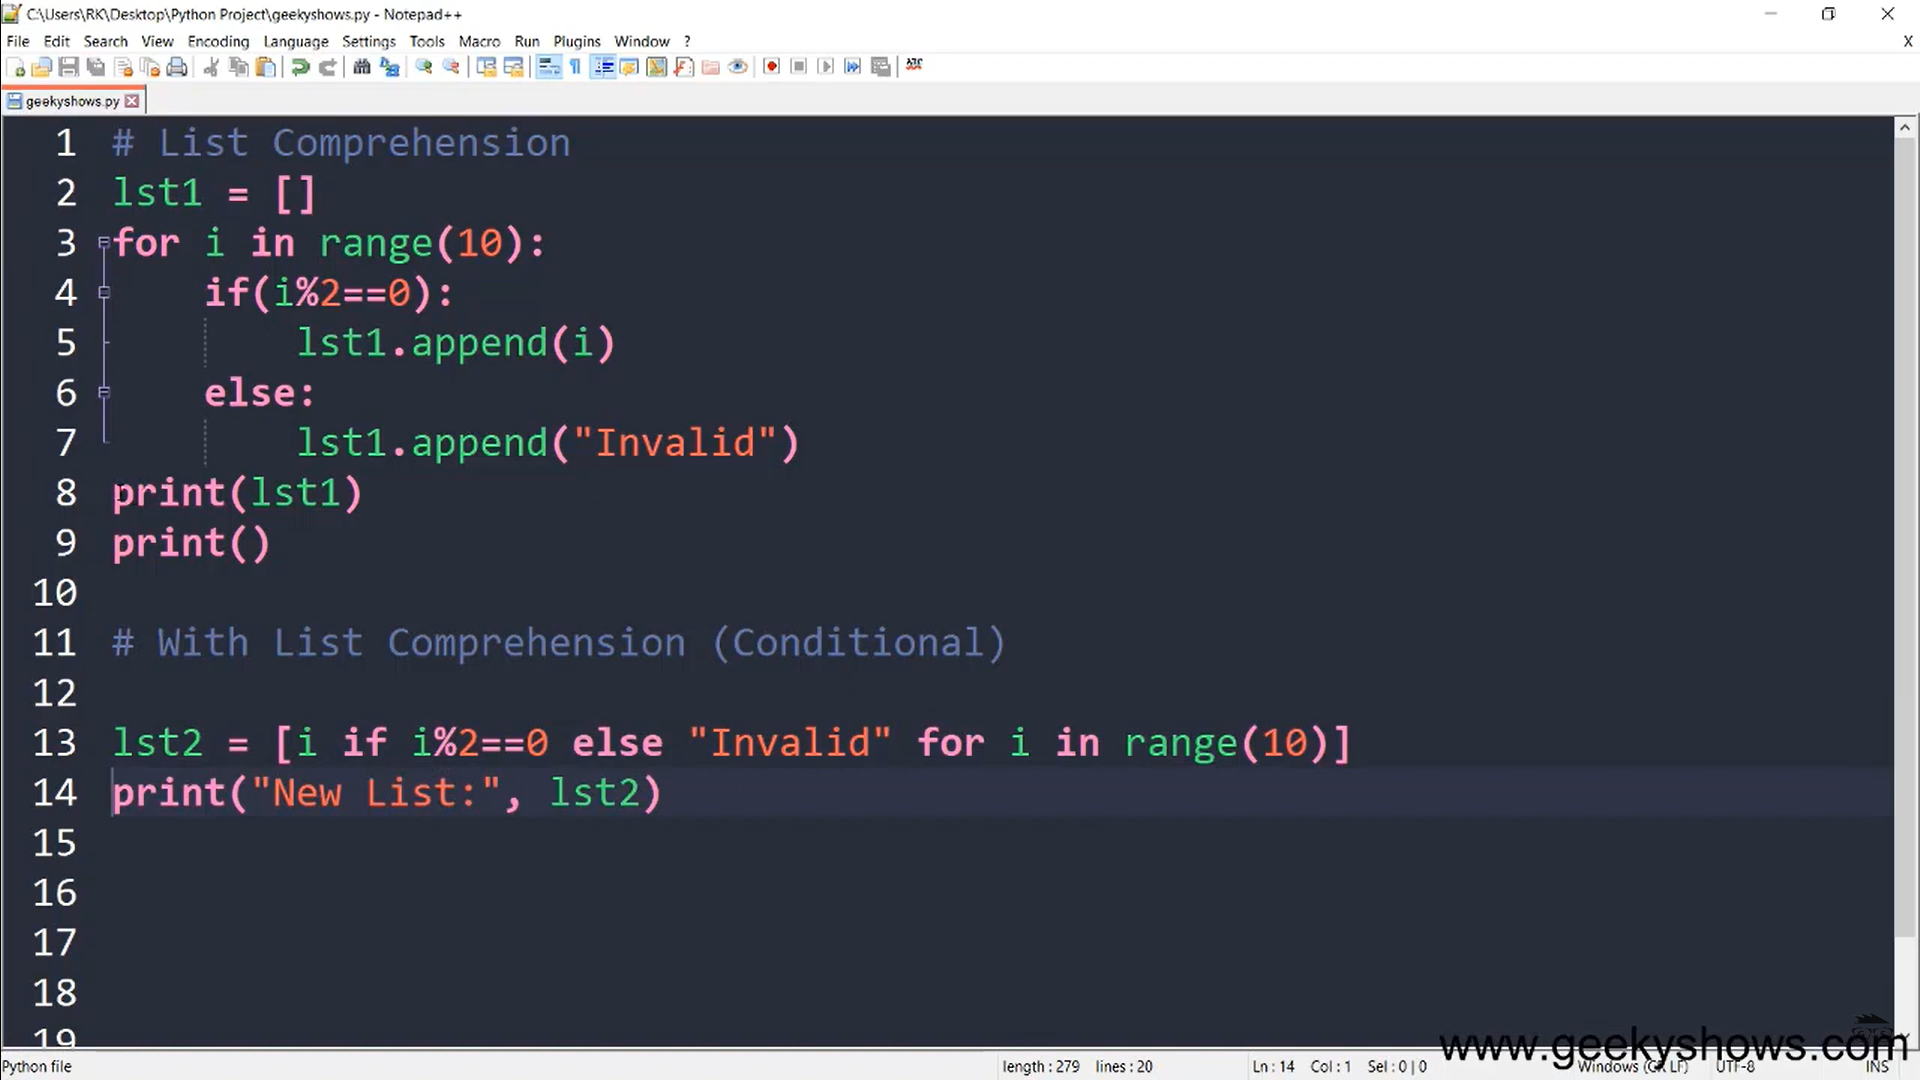 C:\Users\RK\Desktop\Python Project\geekyshows.py - Notepad++
File Edit Search View Encoding Language Settings Tools Macro Run Plugins Window ? X
geekyshows.py
1 # List Comprehension
2 lst1 = []
3 for i in range(10):
4     if(i%2==0):
5         lst1.append(i)
6     else:
7         lst1.append("Invalid")
8 print(lst1)
9 print()
10
11 # With List Comprehension (Conditional)
12
13 lst2 = [i if i%2==0 else "Invalid" for i in range(10)]
14 print("New List:", lst2)
15
16
17
18
19
www.geekyshows.com
Python file length : 279 lines : 20 Ln : 14 Col : 1 Sel : 0 | 0 Windows (CR LF) UTF-8 INS